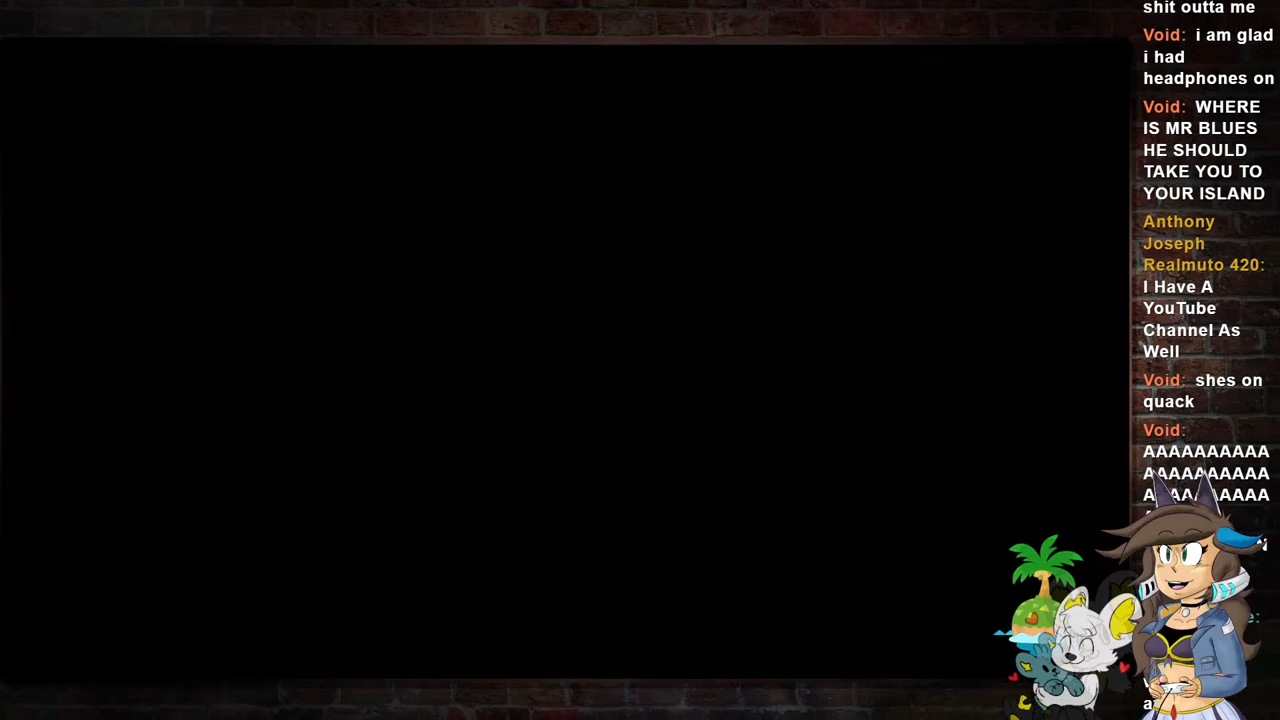 shit outta me
Void: i am glad
i had
headphones on
Void: WHERE
IS MR BLUES
HE SHOULD
TAKE YOU TO
YOUR ISLAND
Anthony
Joseph
Realmuto 420:
I Have A
YouTube
Channel As
Well
Void: shes on
quack
Void:
AAAAAAAAAA
AAAAAAAAAA